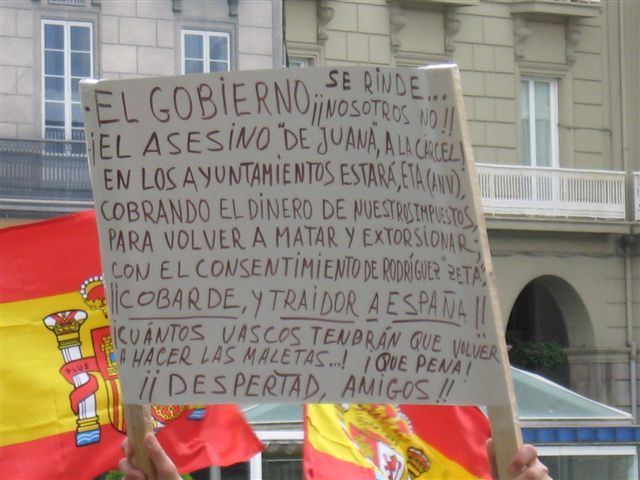 ¡EL GOBIERNO SE RINDE...
¡¡NOSOTROS NO!!
¡EL ASESINO "DE JUANA", A LA CARCEL!
EN LOS AYUNTAMIENTOS ESTARÁ, ETA (ANV),
COBRANDO EL DINERO DE NUESTROS IMPUESTOS,
PARA VOLVER A MATAR Y EXTORSIONAR,
CON EL CONSENTIMIENTO DE RODRÍGUEZ "ZETA",
¡¡COBARDE, Y TRAIDOR A ESPAÑA!!
¡CUÁNTOS VASCOS TENDRÁN QUE VOLVER
A HACER LAS MALETAS...! ¡QUE PENA!
¡¡DESPERTAD, AMIGOS!!
PLUS